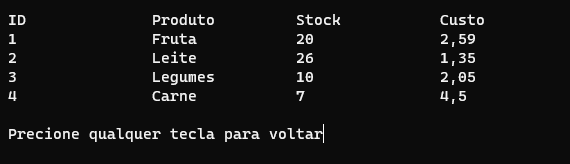 ID Produto Stock Custo
1 Fruta 20 2,59
2 Leite 26 1,35
3 Legumes 10 2,05
4 Carne 7 4,5
Precione qualquer tecla para voltar